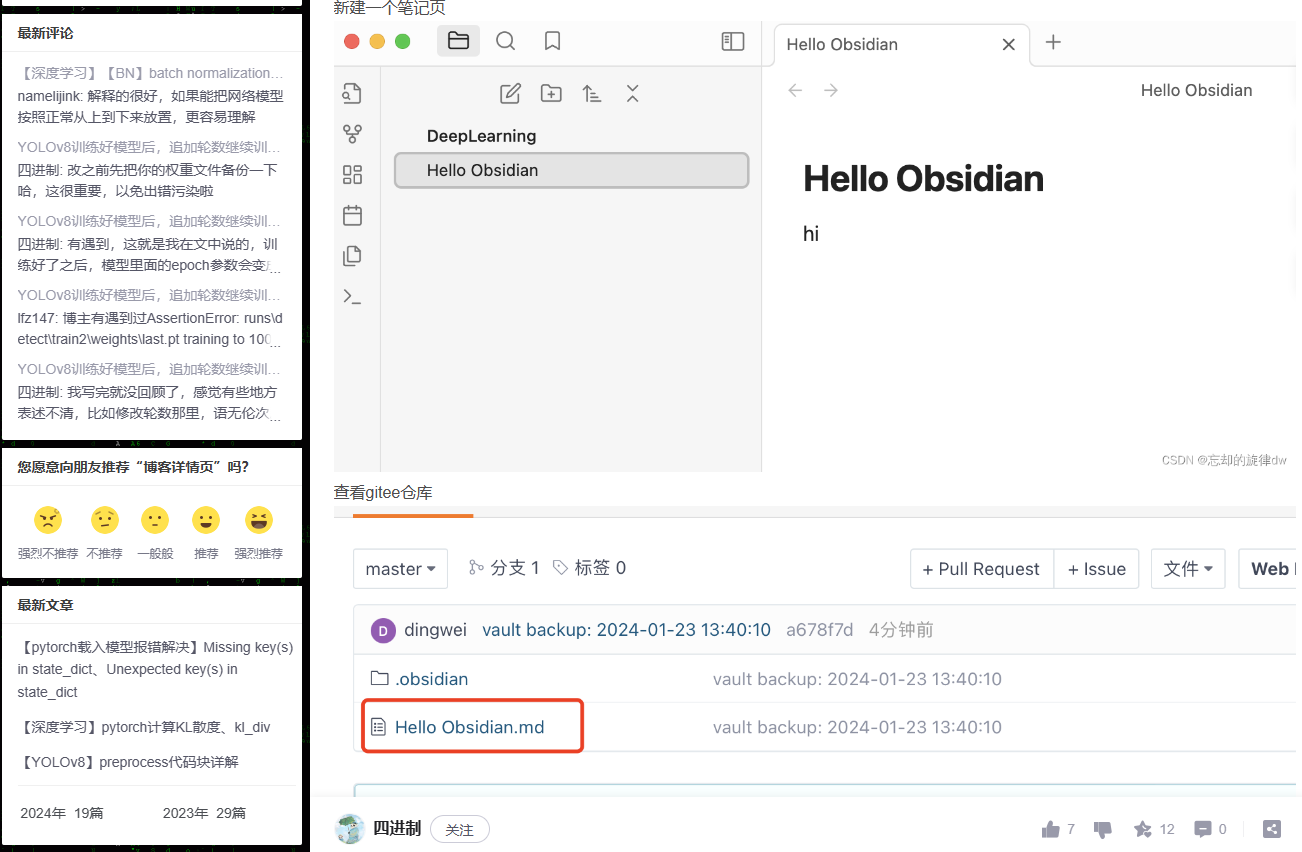 最新评论
【深度学习】【BN】batch normalization...
namelijink: 解释的很好，如果能把网络模型
按照正常从上到下来放置，更容易理解
YOLOv8训练好模型后，追加轮数继续训...
四进制: 改之前先把你的权重文件备份一下
哈，这很重要，以免出错污染啦
YOLOv8训练好模型后，追加轮数继续训...
四进制: 有遇到，这就是我在文中说的，训
练好了之后，模型里面的epoch参数会变...
YOLOv8训练好模型后，追加轮数继续训...
lfz147: 博主有遇到过AssertionError: runs\d
etect\train2\weights\last.pt training to 100...
YOLOv8训练好模型后，追加轮数继续训...
四进制: 我写完就没回顾了，感觉有些地方
表述不清，比如修改轮数那里，语无伦次...
您愿意向朋友推荐“博客详情页”吗？
强烈不推荐 不推荐 一般般 推荐 强烈推荐
最新文章
【pytorch载入模型报错解决】Missing key(s)
in state_dict、Unexpected key(s) in
state_dict
【深度学习】pytorch计算KL散度、kl_div
【YOLOv8】preprocess代码块详解
2024年 19篇 2023年 29篇
新建一个笔记页
Hello Obsidian
DeepLearning
Hello Obsidian
Hello Obsidian
Hello Obsidian
hi
CSDN @忘却的旋律dw
查看gitee仓库
master 分支 1 标签 0 + Pull Request + Issue 文件 Web
D dingwei vault backup: 2024-01-23 13:40:10 a678f7d 4分钟前
.obsidian vault backup: 2024-01-23 13:40:10
Hello Obsidian.md vault backup: 2024-01-23 13:40:10
四进制 关注 7 12 0